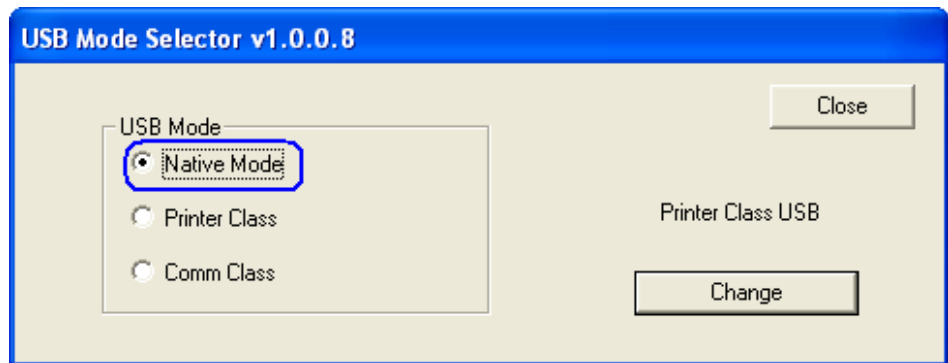 USB Mode Selector v1.0.0.8
Close
USB Mode
Native Mode
Printer Class
Printer Class USB
Comm Class
Change